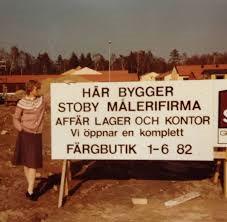 HÄR BYGGER
STOBY MÅLERIFIRMA
AFFÄR LAGER OCH KONTOR
Vi öppnar en komplett
FÄRGBUTIK 1-6 82